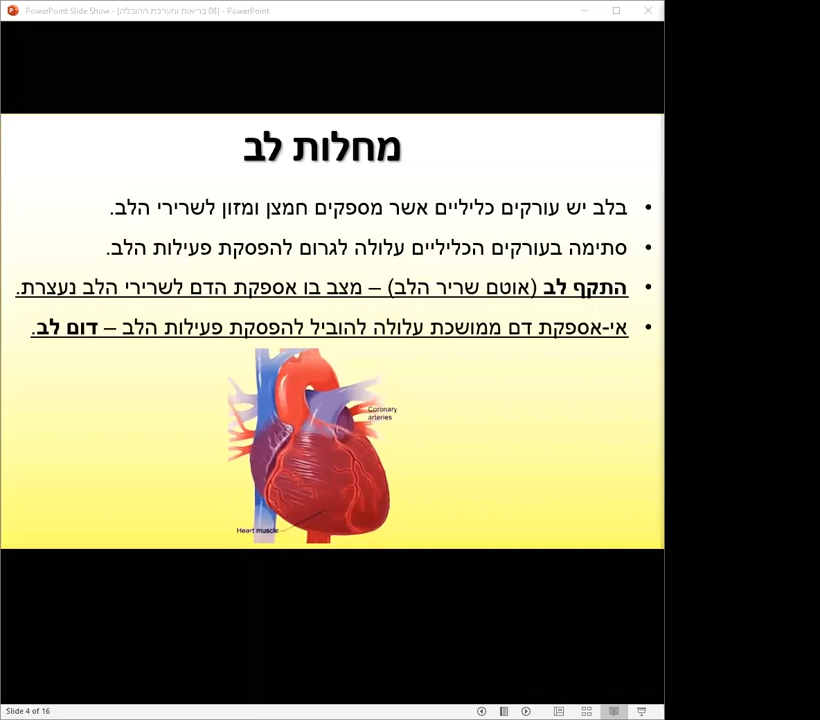 PowerPoint Slide Show - [08 בריאות ומערכת ההובלה] - PowerPoint
מחלות לב
• בלב יש עורקים כליליים אשר מספקים חמצן ומזון לשרירי הלב.
• סתימה בעורקים הכליליים עלולה לגרום להפסקת פעילות הלב.
• התקף לב (אוטם שריר הלב) – מצב בו אספקת הדם לשרירי הלב נעצרת.
• אי-אספקת דם ממושכת עלולה להוביל להפסקת פעילות הלב – דום לב.
Coronary
arteries
Heart muscle
Slide 4 of 16